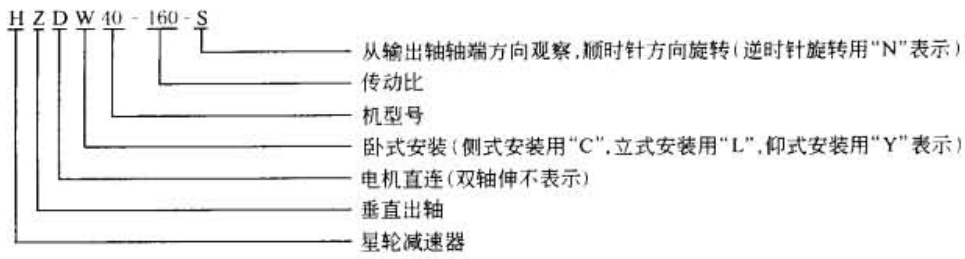 HZDW40-160-S
从输出轴轴端方向观察,顺时针方向旋转(逆时针旋转用“N”表示)
传动比
机型号
卧式安装(侧式安装用“C”,立式安装用“L”,仰式安装用“Y”表示)
电机直连(双轴伸不表示)
垂直出轴
星轮减速器